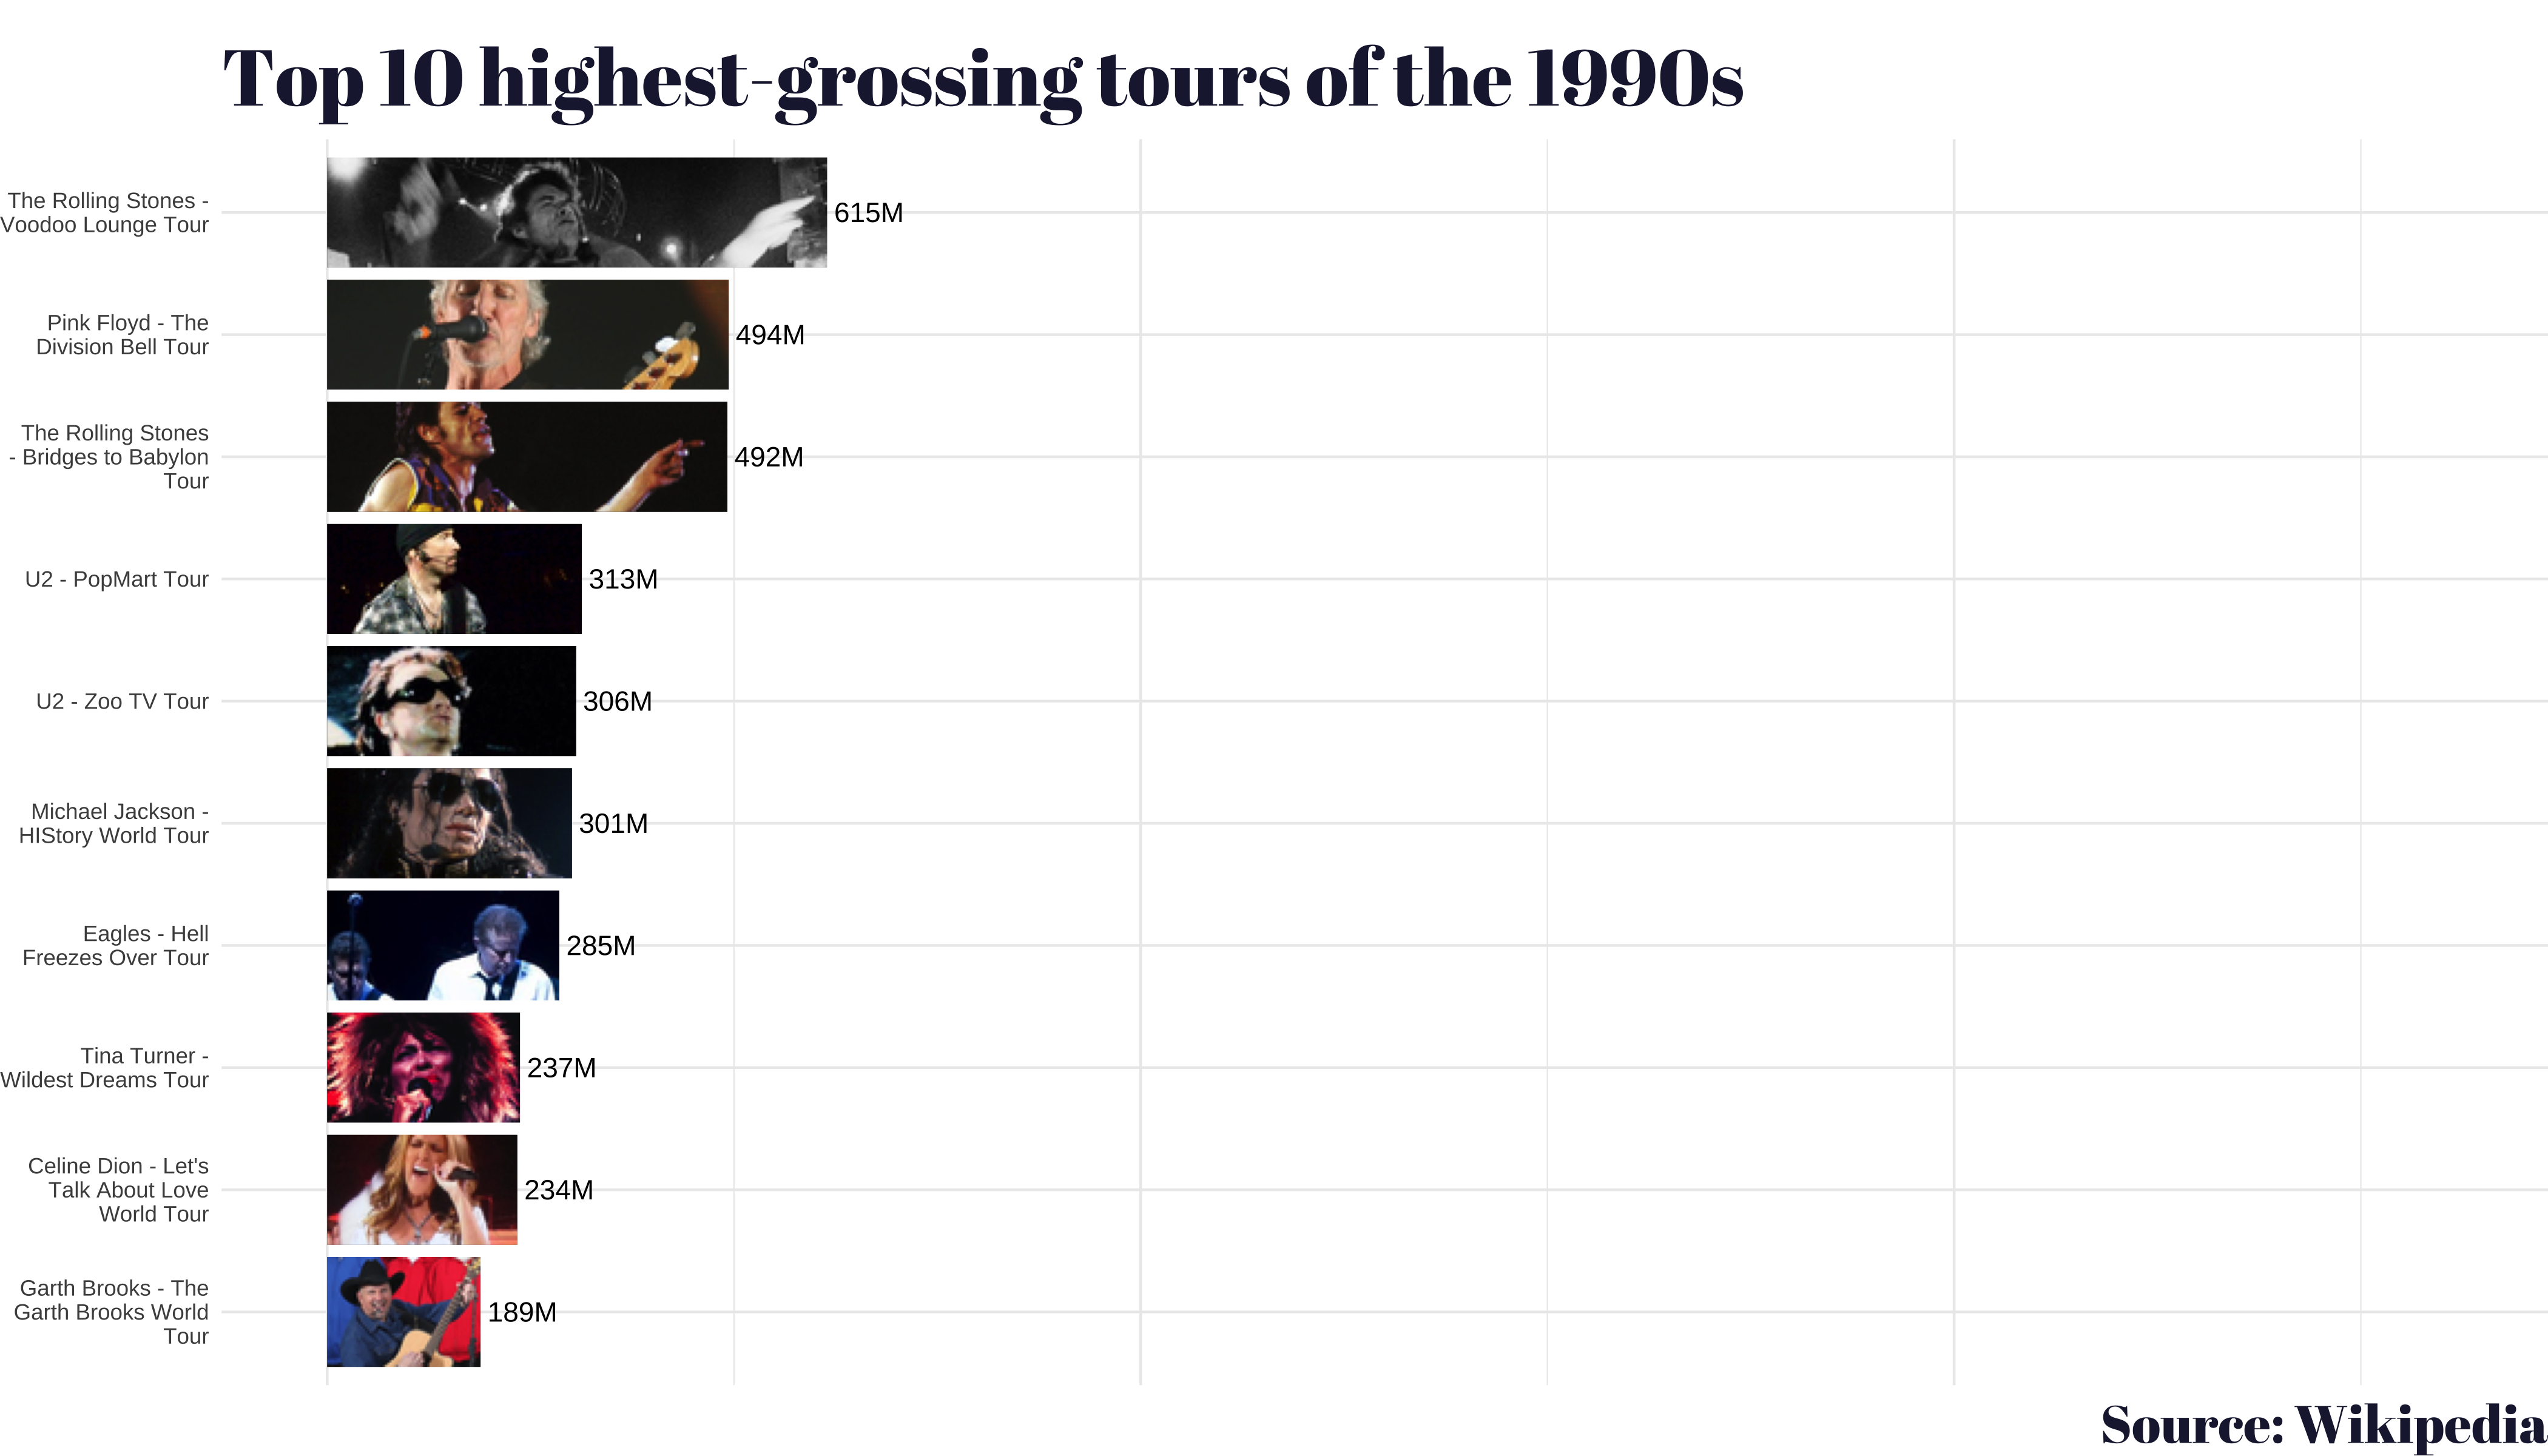 Top 10 highest-grossing tours of the 1990s
The Rolling Stones -
Voodoo Lounge Tour
615M
Pink Floyd - The
Division Bell Tour
494M
The Rolling Stones
- Bridges to Babylon
Tour
492M
U2 - PopMart Tour
313M
U2 - Zoo TV Tour
306M
Michael Jackson -
HIStory World Tour
301M
Eagles - Hell
Freezes Over Tour
285M
Tina Turner -
Wildest Dreams Tour
237M
Celine Dion - Let's
Talk About Love
World Tour
234M
Garth Brooks - The
Garth Brooks World
Tour
189M
Source: Wikipedia